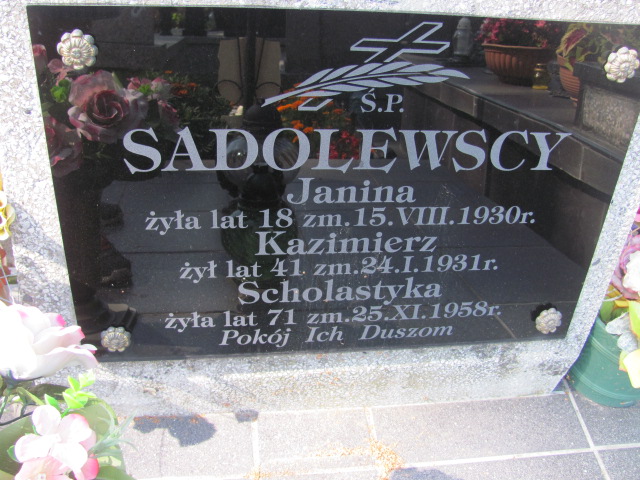 Ś.P.
SADOLEWSCY
Janina
żyła lat 18 zm.15.VIII.1930r.
Kazimierz
żył lat 41 zm.24.I.1931r.
Scholastyka
żyła lat 71 zm.25.XI.1958r.
Pokój Ich Duszom